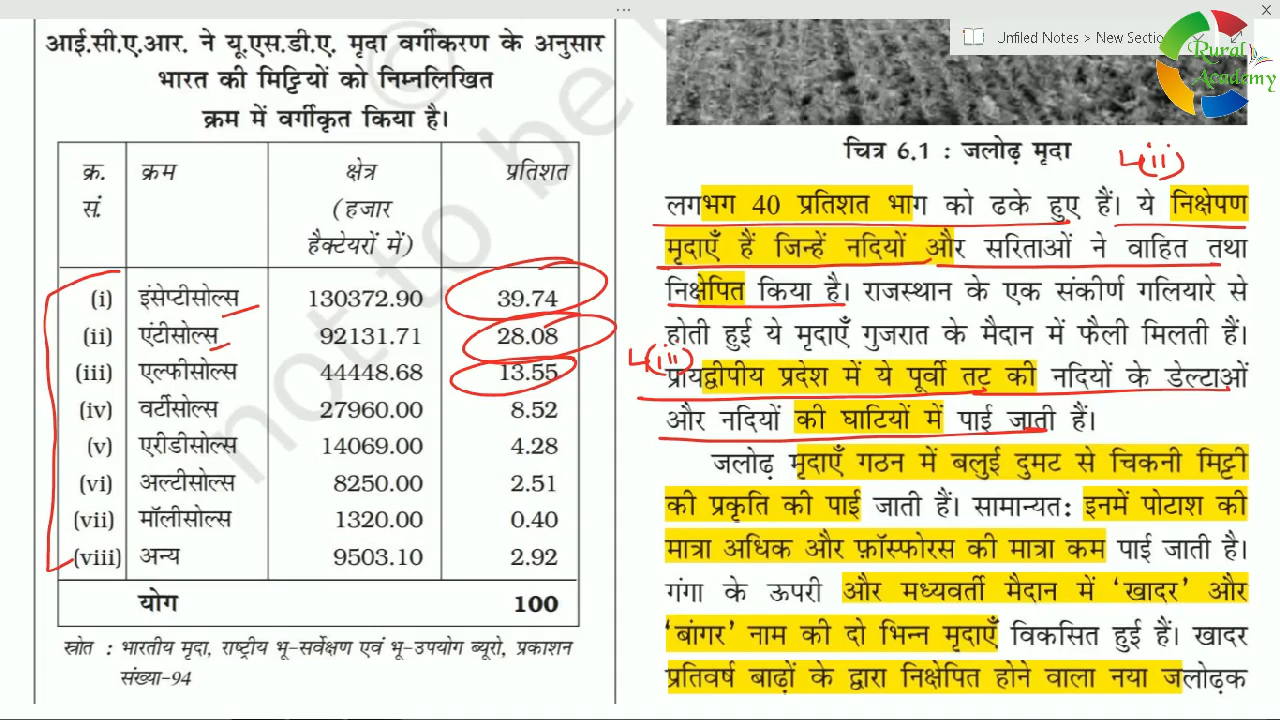 आई.सी.ए.आर. ने यू.एस.डी.ए. मृदा वर्गीकरण के अनुसार
भारत की मिट्टियों को निम्नलिखित
क्रम में वर्गीकृत किया है।
क्र. सं. क्रम क्षेत्र (हजार हैक्टेयरों में) प्रतिशत
(i) इंसेप्टीसोल्स 130372.90 39.74
(ii) एंटीसोल्स 92131.71 28.08
(iii) एल्फीसोल्स 44448.68 13.55
(iv) वर्टीसोल्स 27960.00 8.52
(v) एरीडीसोल्स 14069.00 4.28
(vi) अल्टीसोल्स 8250.00 2.51
(vii) मॉलीसोल्स 1320.00 0.40
(viii) अन्य 9503.10 2.92
योग 100
स्रोत : भारतीय मृदा, राष्ट्रीय भू-सर्वेक्षण एवं भू-उपयोग ब्यूरो, प्रकाशन
संख्या-94
not to be
Unfiled Notes > New Sectio
Rural
Academy
चित्र 6.1 : जलोढ़ मृदा
(ii)
लगभग 40 प्रतिशत भाग को ढके हुए हैं। ये निक्षेपण
मृदाएँ हैं जिन्हें नदियों और सरिताओं ने वाहित तथा
निक्षेपित किया है। राजस्थान के एक संकीर्ण गलियारे से
होती हुई ये मृदाएँ गुजरात के मैदान में फैली मिलती हैं।
(iii)
प्रायद्वीपीय प्रदेश में ये पूर्वी तट की नदियों के डेल्टाओं
और नदियों की घाटियों में पाई जाती हैं।
जलोढ़ मृदाएँ गठन में बलुई दुमट से चिकनी मिट्टी
की प्रकृति की पाई जाती हैं। सामान्यत: इनमें पोटाश की
मात्रा अधिक और फ़ॉस्फोरस की मात्रा कम पाई जाती है।
गंगा के ऊपरी और मध्यवर्ती मैदान में ‘खादर’ और
‘बांगर’ नाम की दो भिन्न मृदाएँ विकसित हुई हैं। खादर
प्रतिवर्ष बाढ़ों के द्वारा निक्षेपित होने वाला नया जलोढ़क